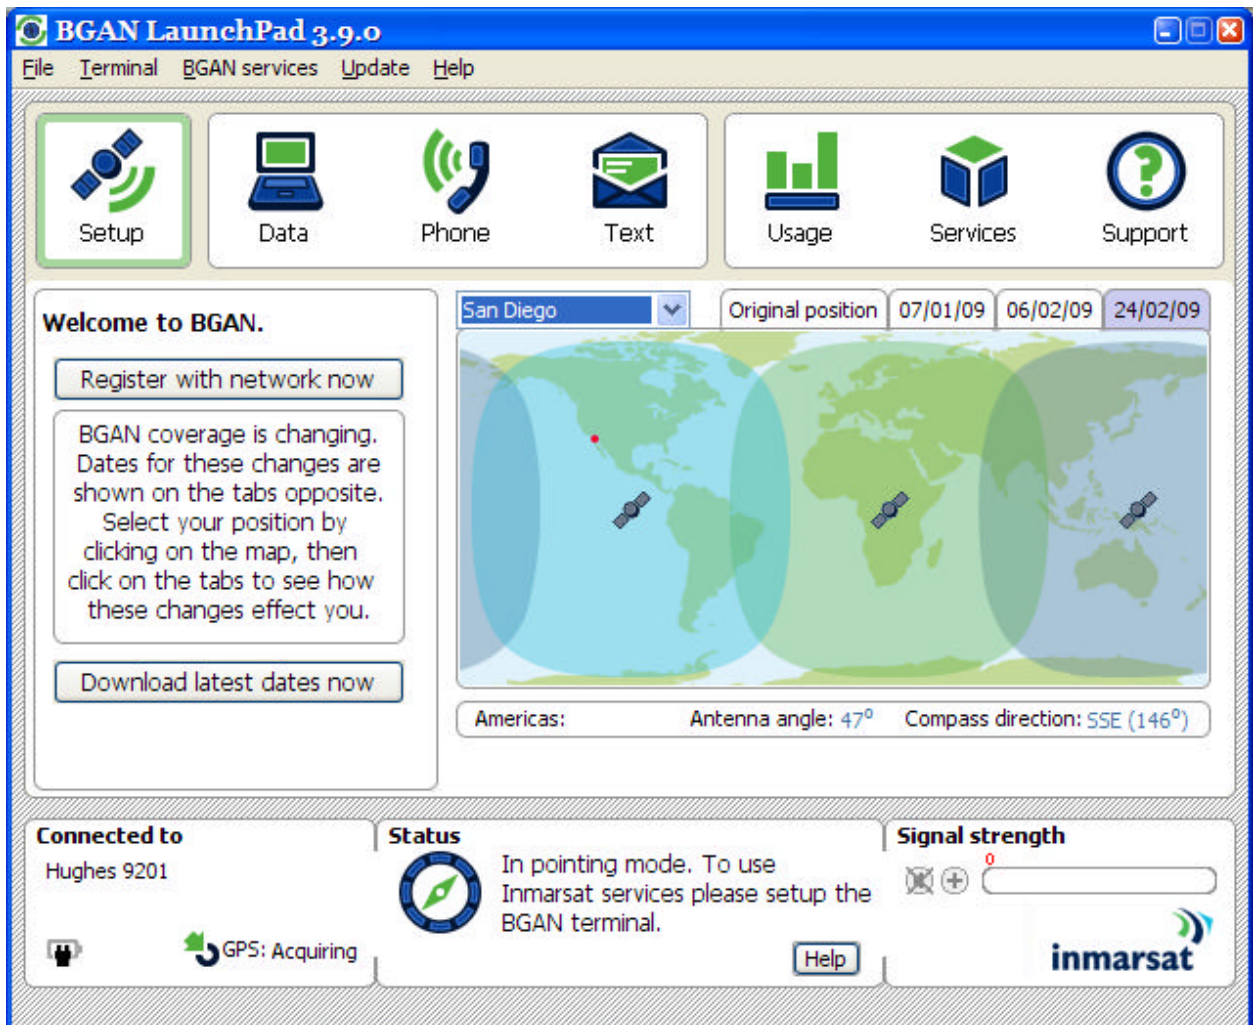 BGAN LaunchPad 3.9.0
File Terminal BGAN services Update Help
Setup Data Phone Text Usage Services Support
Welcome to BGAN.
Register with network now
BGAN coverage is changing.
Dates for these changes are
shown on the tabs opposite.
Select your position by
clicking on the map, then
click on the tabs to see how
these changes effect you.
Download latest dates now
San Diego
Original position 07/01/09 06/02/09 24/02/09
Americas: Antenna angle: 47° Compass direction: SSE (146°)
Connected to
Hughes 9201
GPS: Acquiring
Status
In pointing mode. To use
Inmarsat services please setup the
BGAN terminal.
Help
Signal strength
0
inmarsat